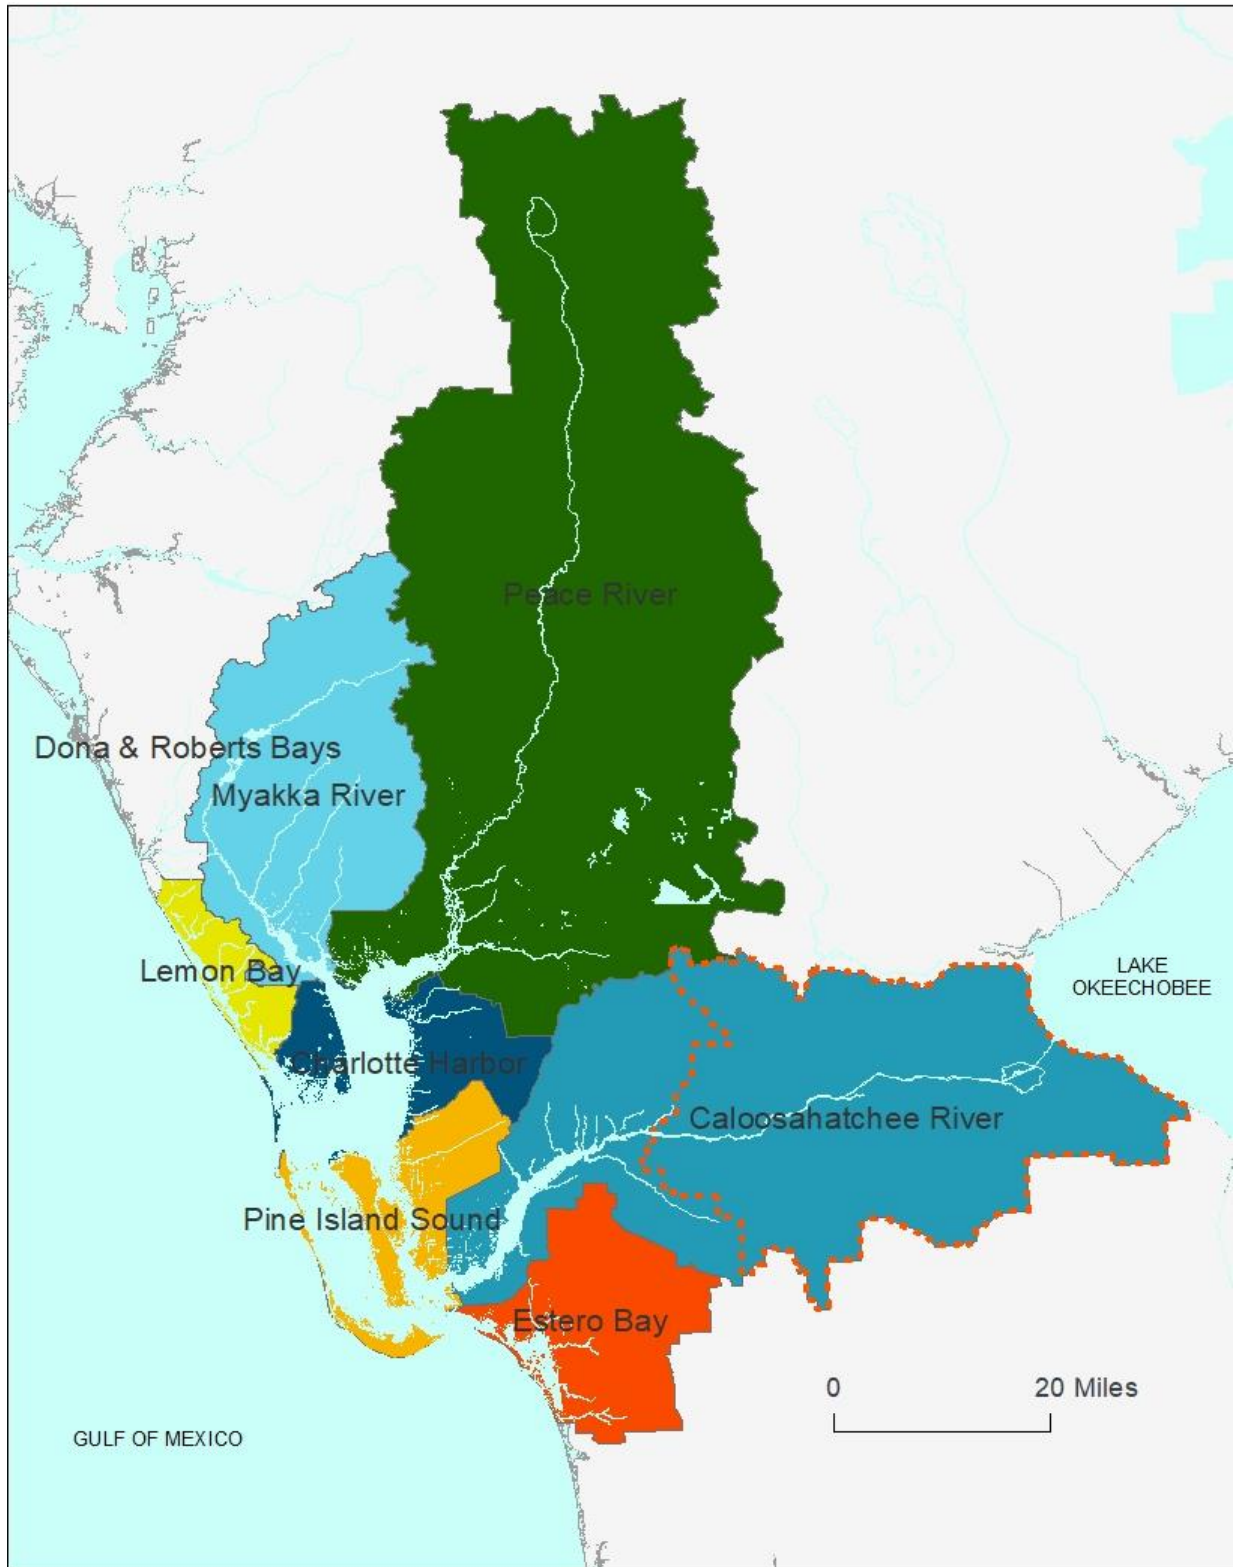 Peace River
Dona & Roberts Bays
Myakka River
Lemon Bay
LAKE
OKEECHOBEE
Charlotte Harbor
Caloosahatchee River
Pine Island Sound
Estero Bay
0 20 Miles
GULF OF MEXICO